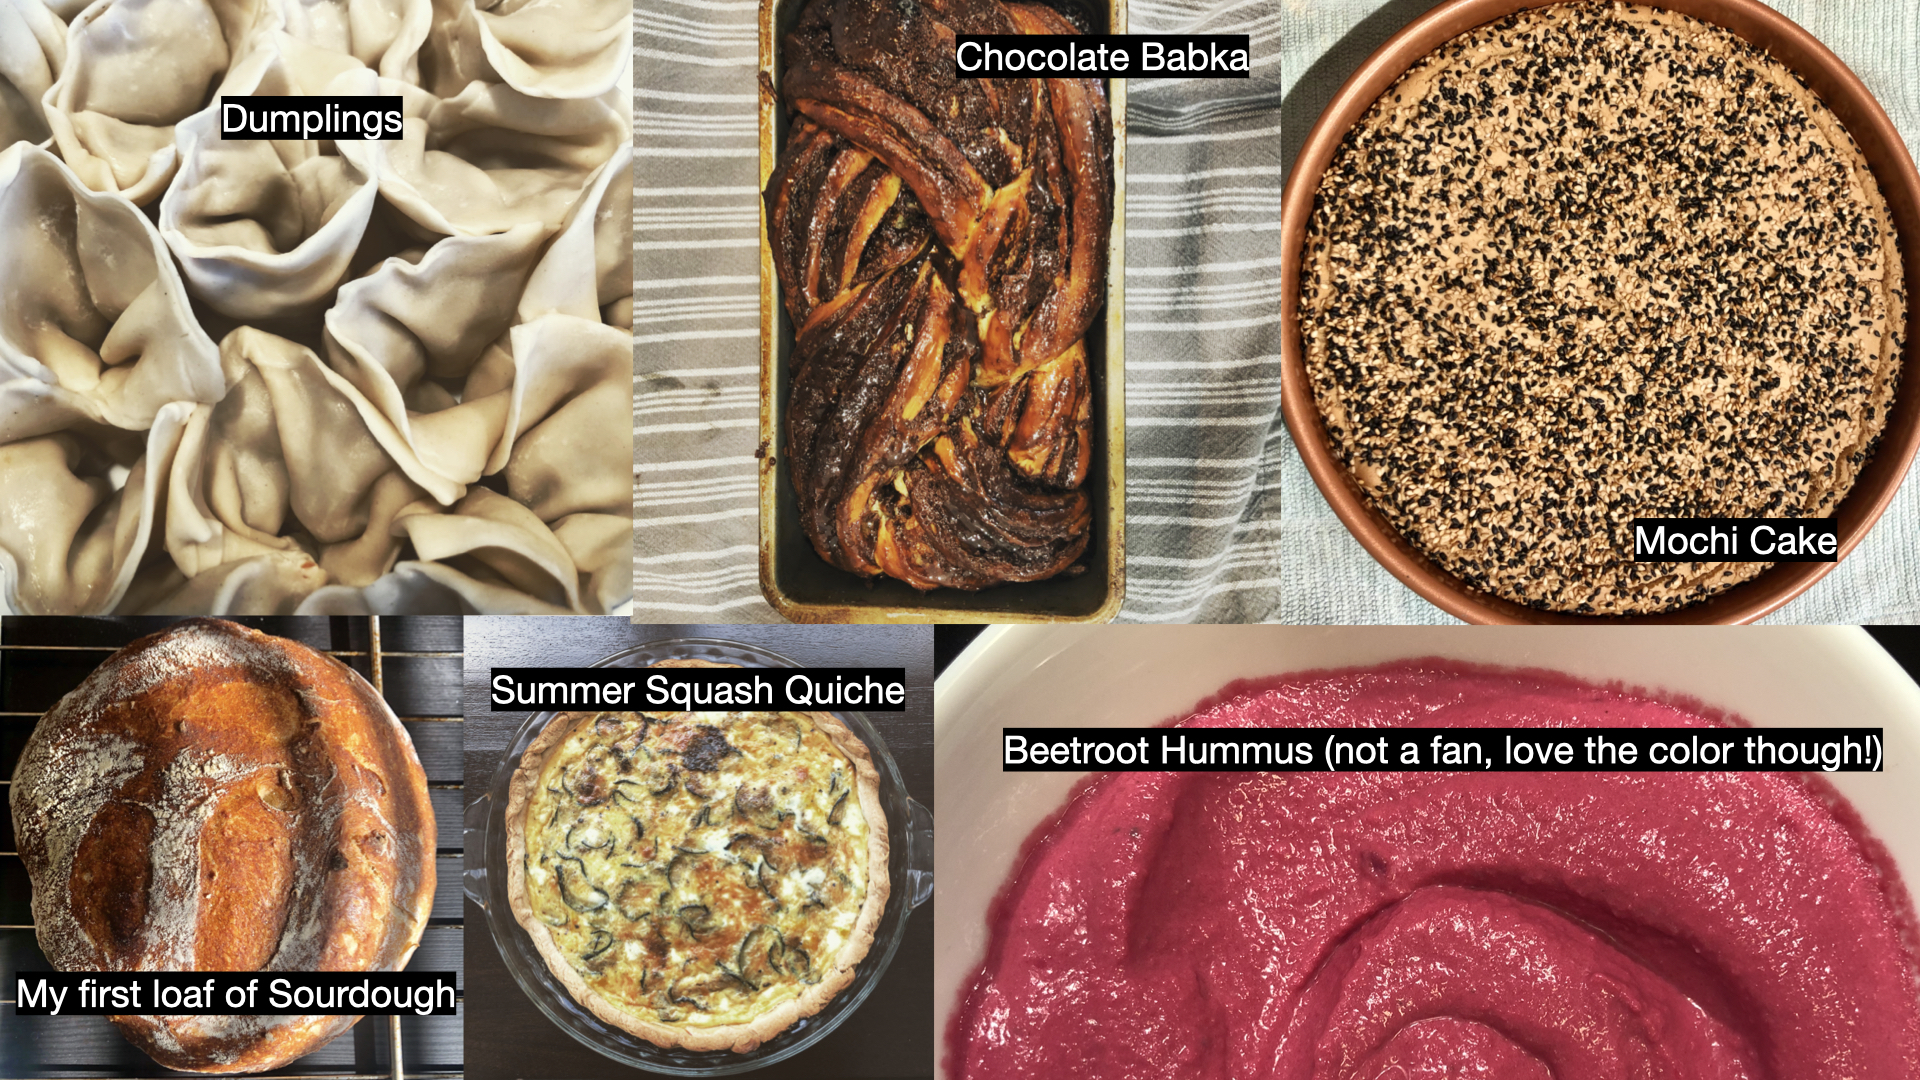 Dumplings
Chocolate Babka
Mochi Cake
My first loaf of Sourdough
Summer Squash Quiche
Beetroot Hummus (not a fan, love the color though!)